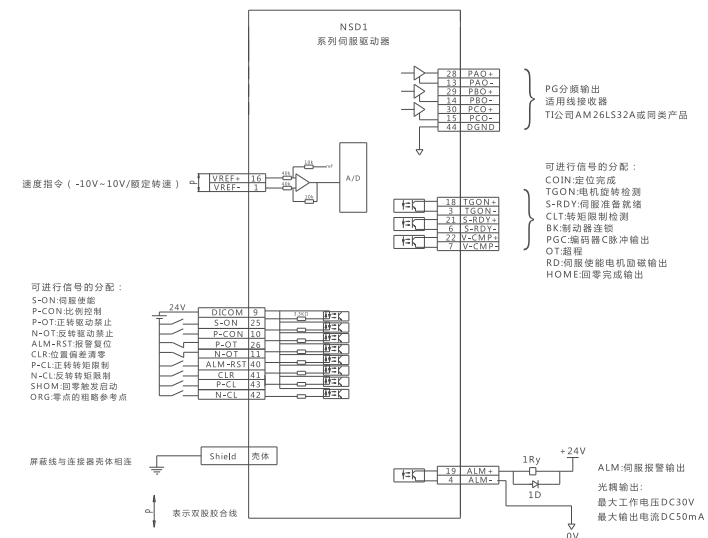 NSD1
系列伺服驱动器
28 PAO+
13 PAO-
29 PBO+
14 PBO-
30 PCO+
15 PCO-
44 DGND
PG分频输出
适用线接收器
TI公司AM26LS32A或同类产品
速度指令（-10V~10V/额定转速）
P
VREF+ 16
VREF- 1
40k
40k
10k
10k
A/D
可进行信号的分配：
COIN:定位完成
TGON:电机旋转检测
S-RDY:伺服准备就绪
CLT:转矩限制检测
BK:制动器连锁
PGC:编码器C脉冲输出
OT:超程
RD:伺服使能电机励磁输出
HOME:回零完成输出
18 TGON+
3 TGON-
21 S-RDY+
6 S-RDY-
22 V-CMP+
7 V-CMP-
可进行信号的分配：
S-ON:伺服使能
P-CON:比例控制
P-OT:正转驱动禁止
N-OT:反转驱动禁止
ALM-RST:报警复位
CLR:位置偏差清零
P-CL:正转转矩限制
N-CL:反转转矩限制
SHOM:回零触发启动
ORG:零点的粗略参考点
24V
DICOM 9
S-ON 25
P-CON 10
P-OT 26
N-OT 11
ALM-RST 40
CLR 41
P-CL 43
N-CL 42
3.3KΩ
屏蔽线与连接器壳体相连
Shield 壳体
P
表示双股胶合线
19 ALM+
4 ALM-
1Ry
1D
+24V
0V
ALM:伺服报警输出
光耦输出:
最大工作电压DC30V
最大输出电流DC50mA